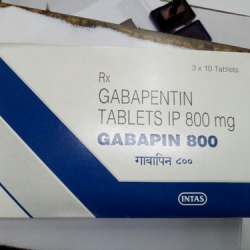 3 x 10 Tablets
Rx
GABAPENTIN
TABLETS IP 800 mg
GABAPIN 800
गाबापिन ८००
INTAS